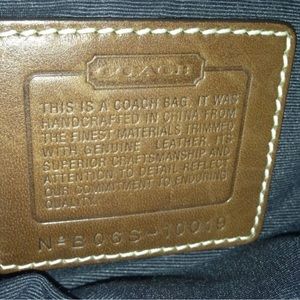 COACH
THIS IS A COACH BAG. IT WAS
HANDCRAFTED IN CHINA FROM
THE FINEST MATERIALS TRIMMED
WITH GENUINE LEATHER. ITS
SUPERIOR CRAFTSMANSHIP AND
ATTENTION TO DETAIL REFLECT
OUR COMMITMENT TO ENDURING
QUALITY.
Nº B06S-10019